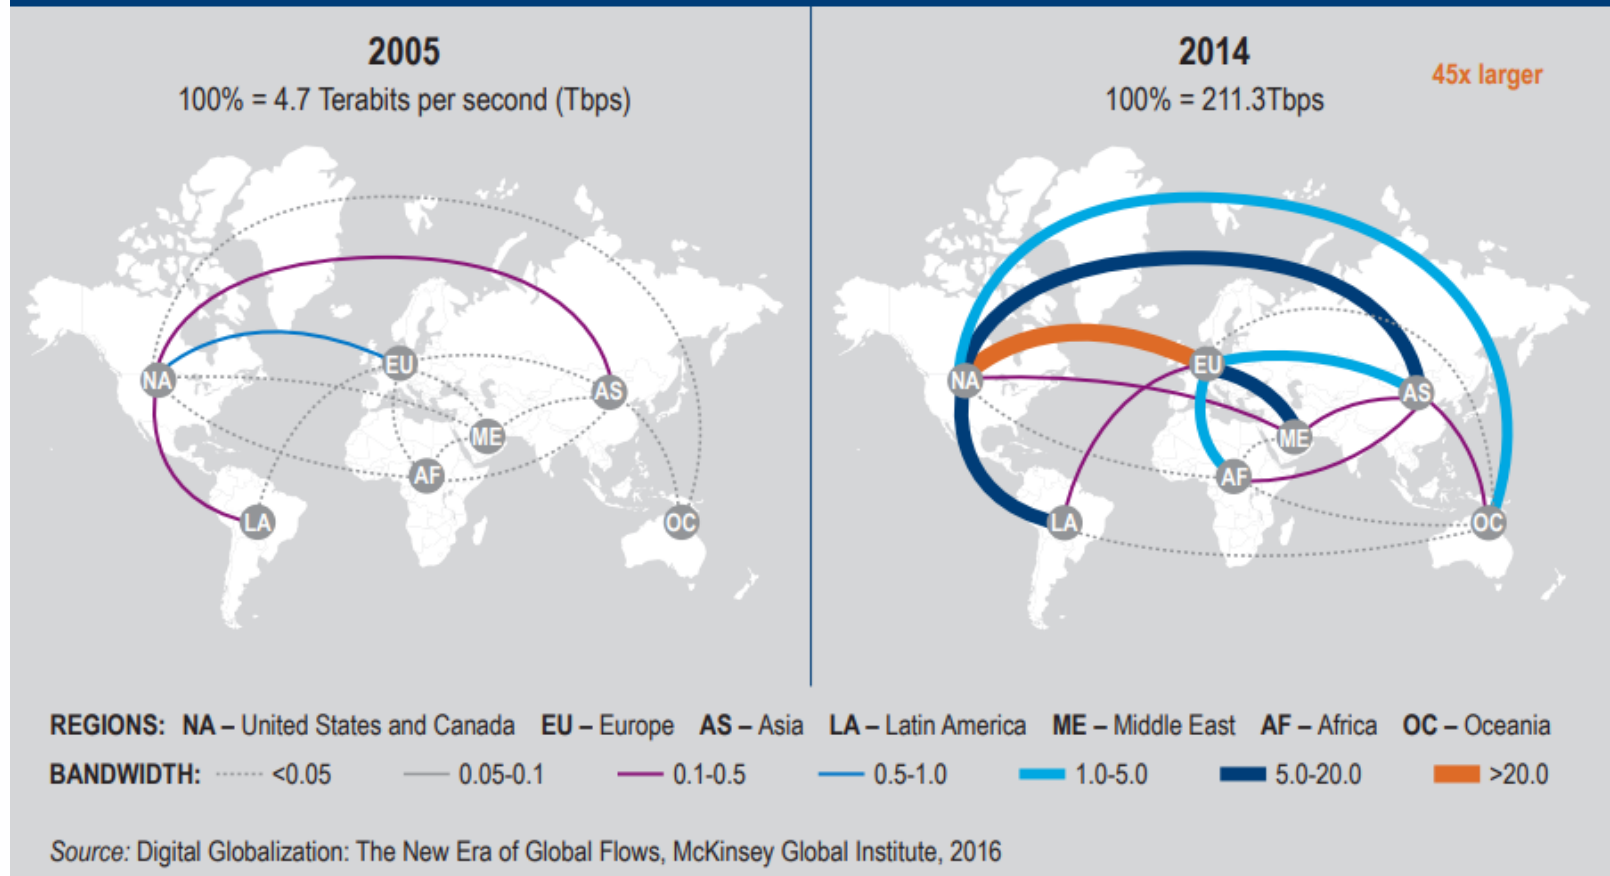 2005
100% = 4.7 Terabits per second (Tbps)
NA
EU
AS
ME
AF
LA
OC
2014
45x larger
100% = 211.3Tbps
NA
EU
AS
ME
AF
LA
OC
REGIONS: NA – United States and Canada EU – Europe AS – Asia LA – Latin America ME – Middle East AF – Africa OC – Oceania
BANDWIDTH: <0.05 0.05-0.1 0.1-0.5 0.5-1.0 1.0-5.0 5.0-20.0 >20.0
Source: Digital Globalization: The New Era of Global Flows, McKinsey Global Institute, 2016